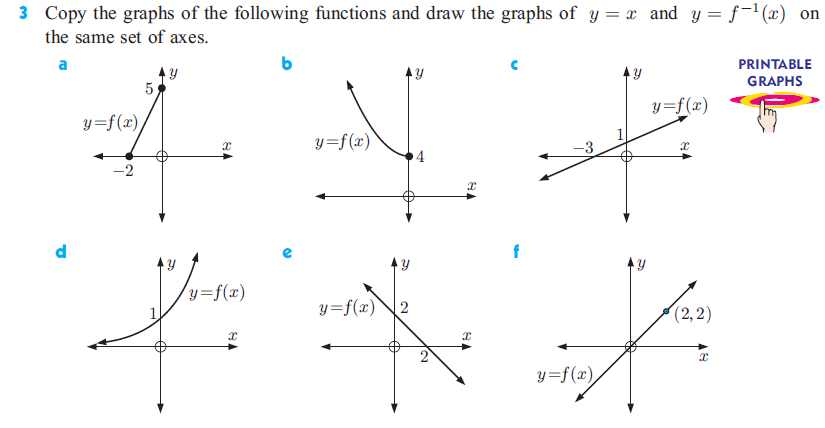 3 Copy the graphs of the following functions and draw the graphs of y = x and y = f⁻¹(x) on
the same set of axes.
PRINTABLE
GRAPHS
a
y
5
y=f(x)
x
−2
b
y
y=f(x)
4
x
c
y
y=f(x)
1
−3
x
d
y
y=f(x)
1
x
e
y
y=f(x)
2
x
2
f
y
(2, 2)
x
y=f(x)